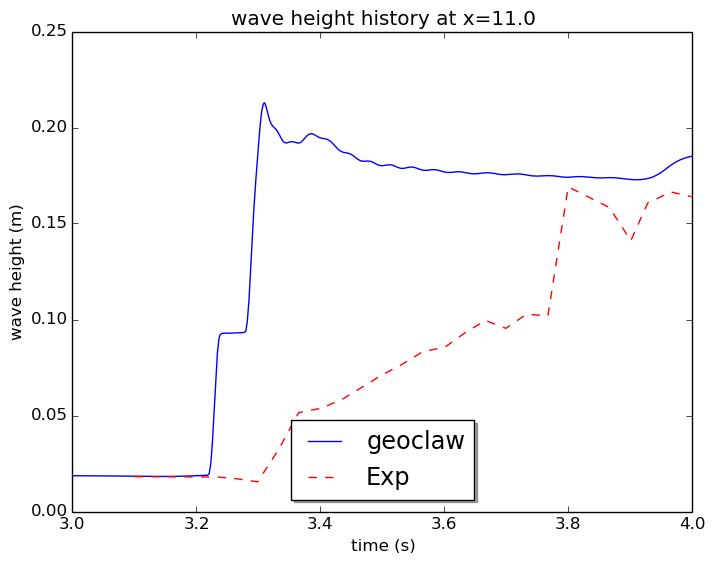 wave height history at x=11.0
0.25
0.20
0.15
0.10
0.05
0.00
wave height (m)
geoclaw
Exp
3.0 3.2 3.4 3.6 3.8 4.0
time (s)